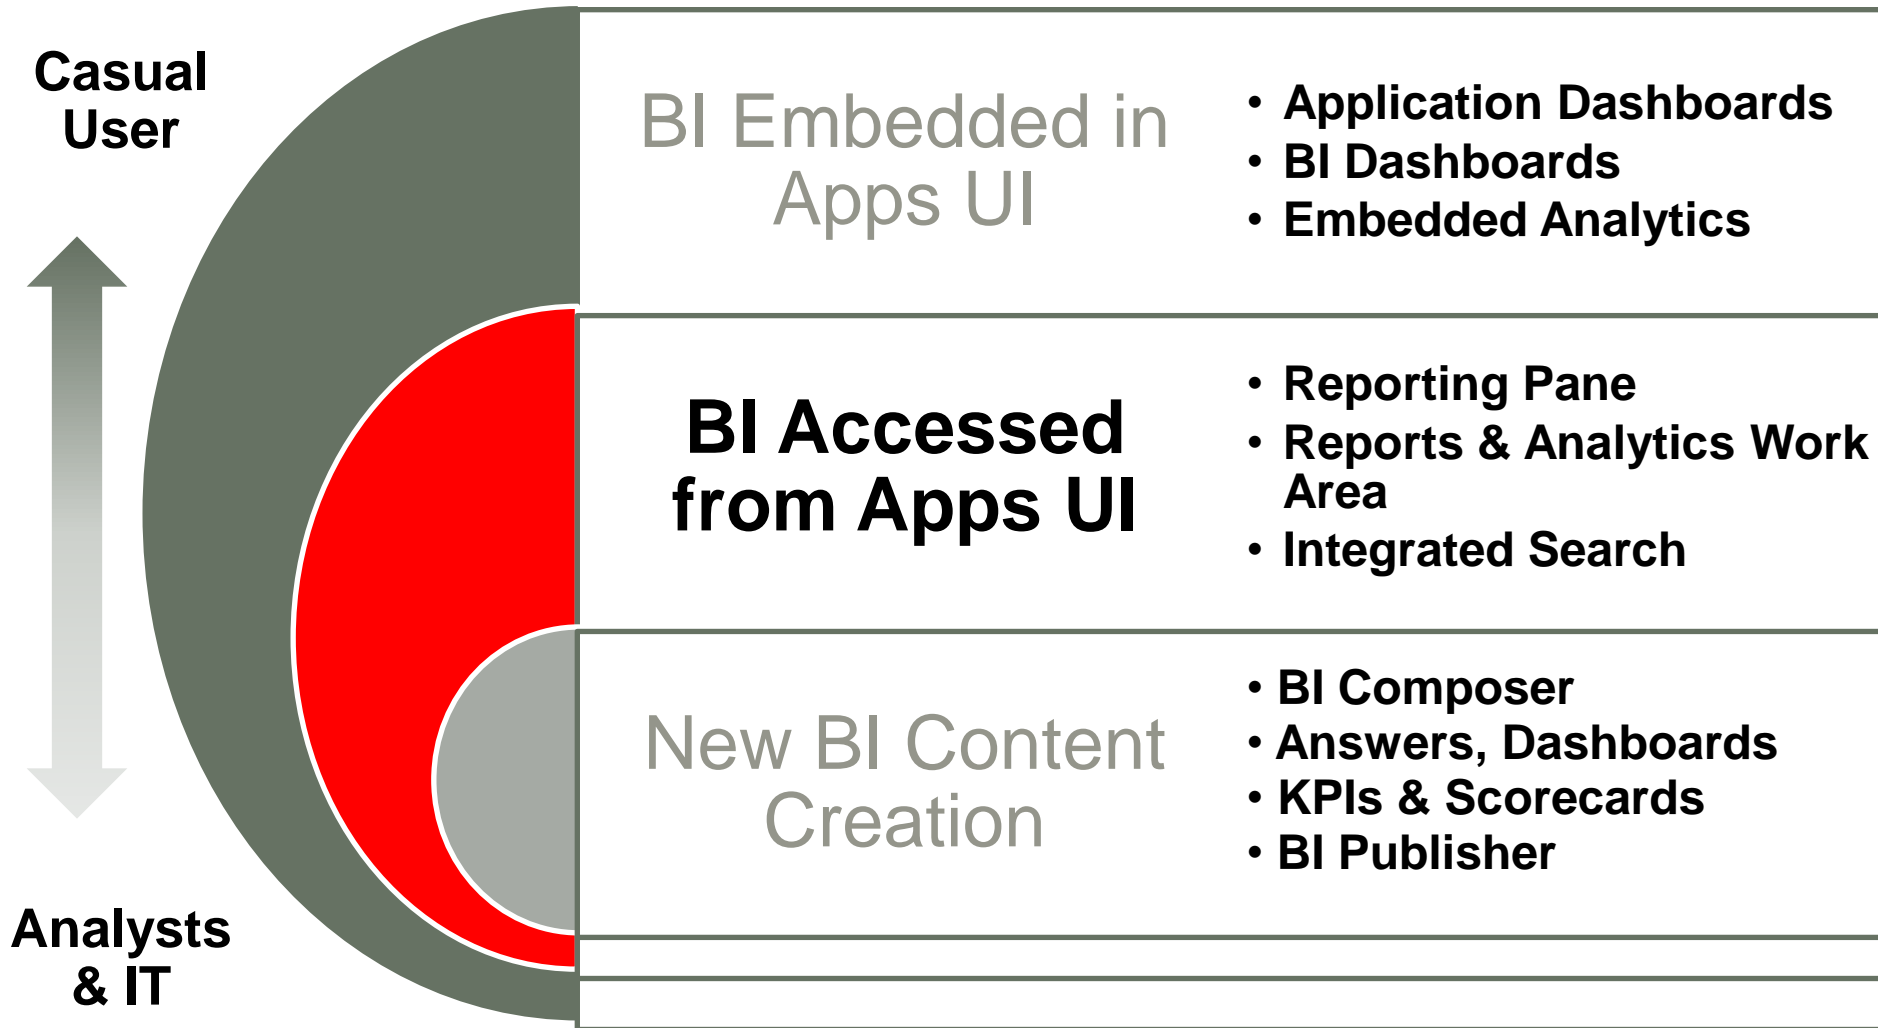 Casual
User
BI Embedded in
Apps UI
• Application Dashboards
• BI Dashboards
• Embedded Analytics
BI Accessed
from Apps UI
• Reporting Pane
• Reports & Analytics Work
Area
• Integrated Search
New BI Content
Creation
• BI Composer
• Answers, Dashboards
• KPIs & Scorecards
• BI Publisher
Analysts
& IT